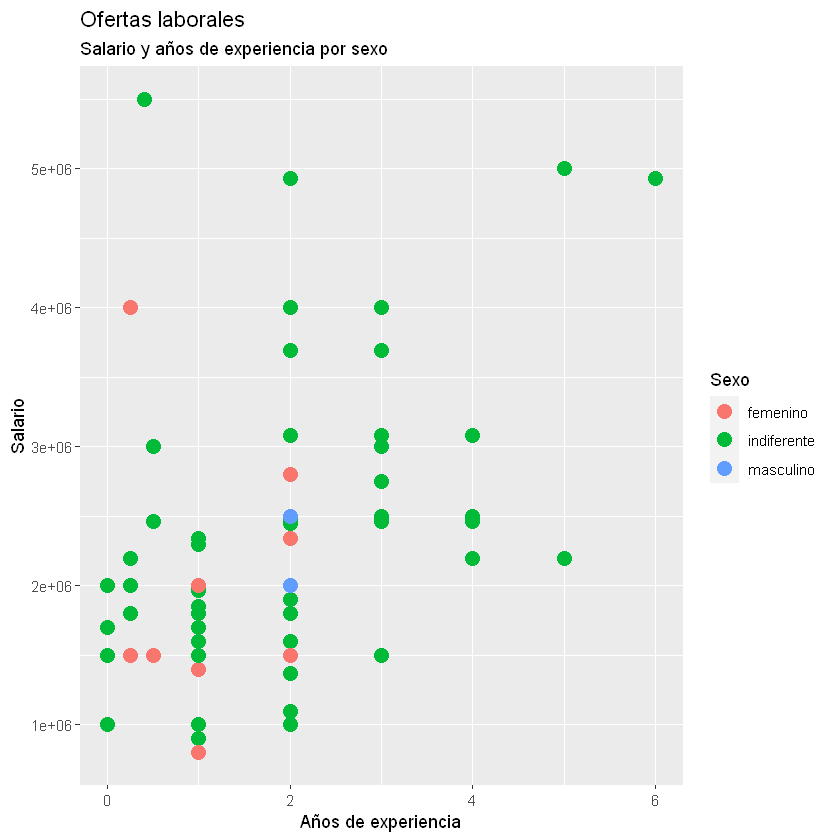 Ofertas laborales
Salario y años de experiencia por sexo
5e+06
4e+06
3e+06
2e+06
1e+06
Salario
0 2 4 6
Años de experiencia
Sexo
femenino
indiferente
masculino